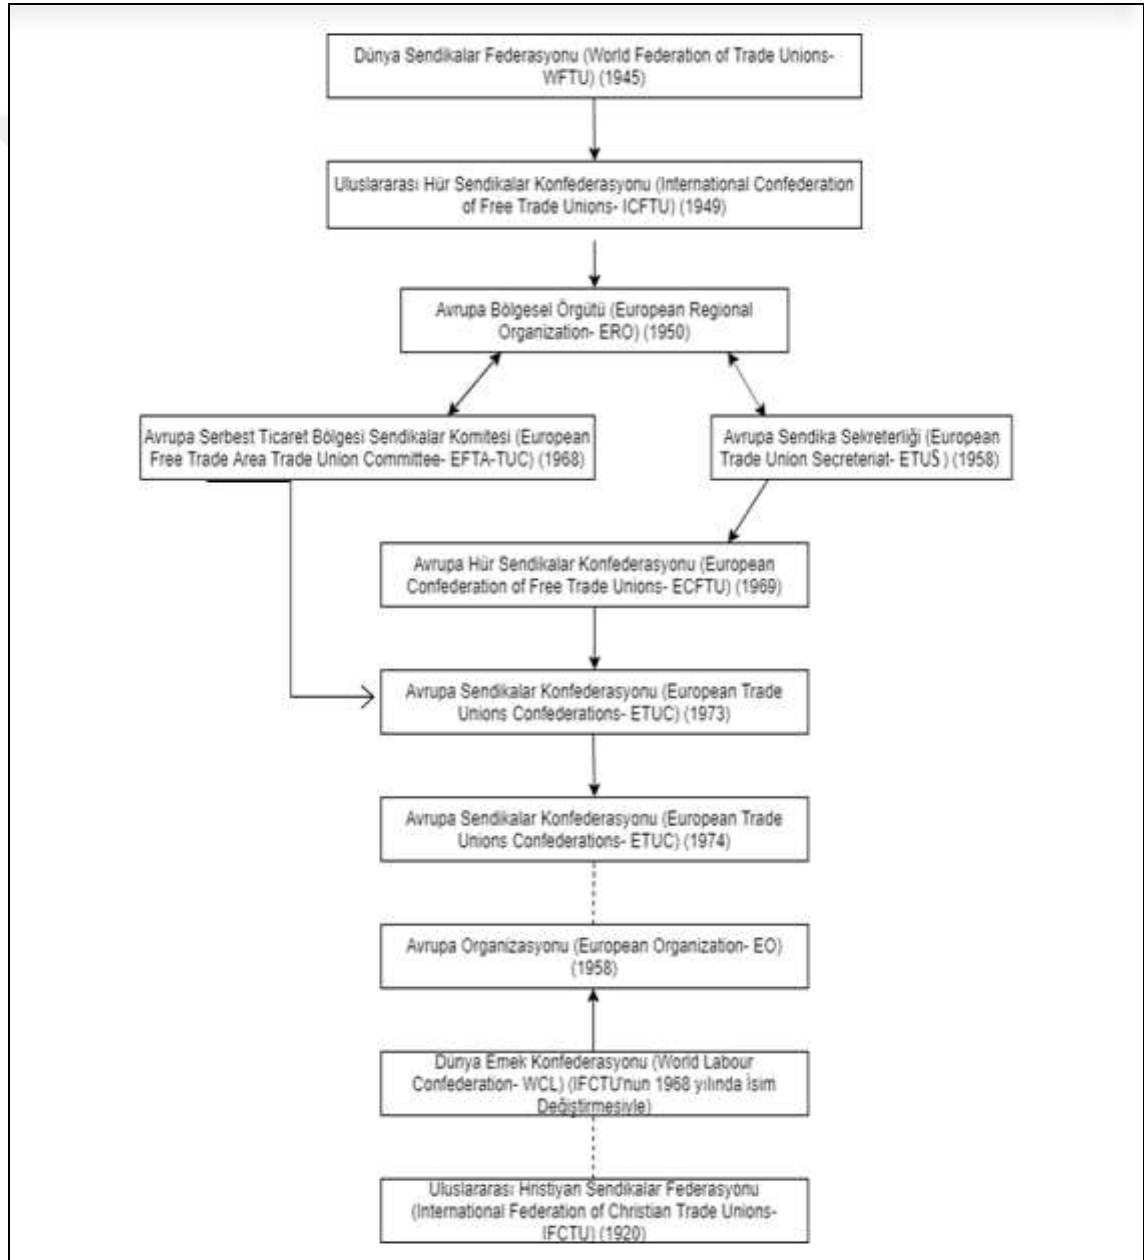 Dünya Sendikalar Federasyonu (World Federation of Trade Unions-
WFTU) (1945)
Uluslararası Hür Sendikalar Konfederasyonu (International Confederation
of Free Trade Unions- ICFTU) (1949)
Avrupa Bölgesel Örgütü (European Regional
Organization- ERO) (1950)
Avrupa Serbest Ticaret Bölgesi Sendikalar Komitesi (European
Free Trade Area Trade Union Committee- EFTA-TUC) (1968)
Avrupa Sendika Sekreterliği (European
Trade Union Secreteriat- ETUS ) (1958)
Avrupa Hür Sendikalar Konfederasyonu (European
Confederation of Free Trade Unions- ECFTU) (1969)
Avrupa Sendikalar Konfederasyonu (European Trade
Unions Confederations- ETUC) (1973)
Avrupa Sendikalar Konfederasyonu (European Trade
Unions Confederations- ETUC) (1974)
Avrupa Organizasyonu (European Organization- EO)
(1958)
Dünya Emek Konfederasyonu (World Labour
Confederation- WCL) (IFCTU'nun 1968 yılında İsim
Değiştirmesiyle)
Uluslararası Hristiyan Sendikalar Federasyonu
(International Federation of Christian Trade Unions-
IFCTU) (1920)